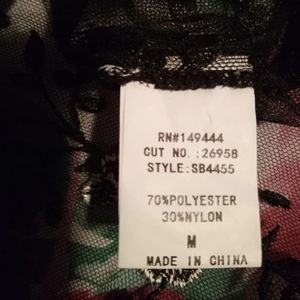 RN#149444
CUT NO. :26958
STYLE:SB4455
70%POLYESTER
30%NYLON
M
MADE IN CHINA